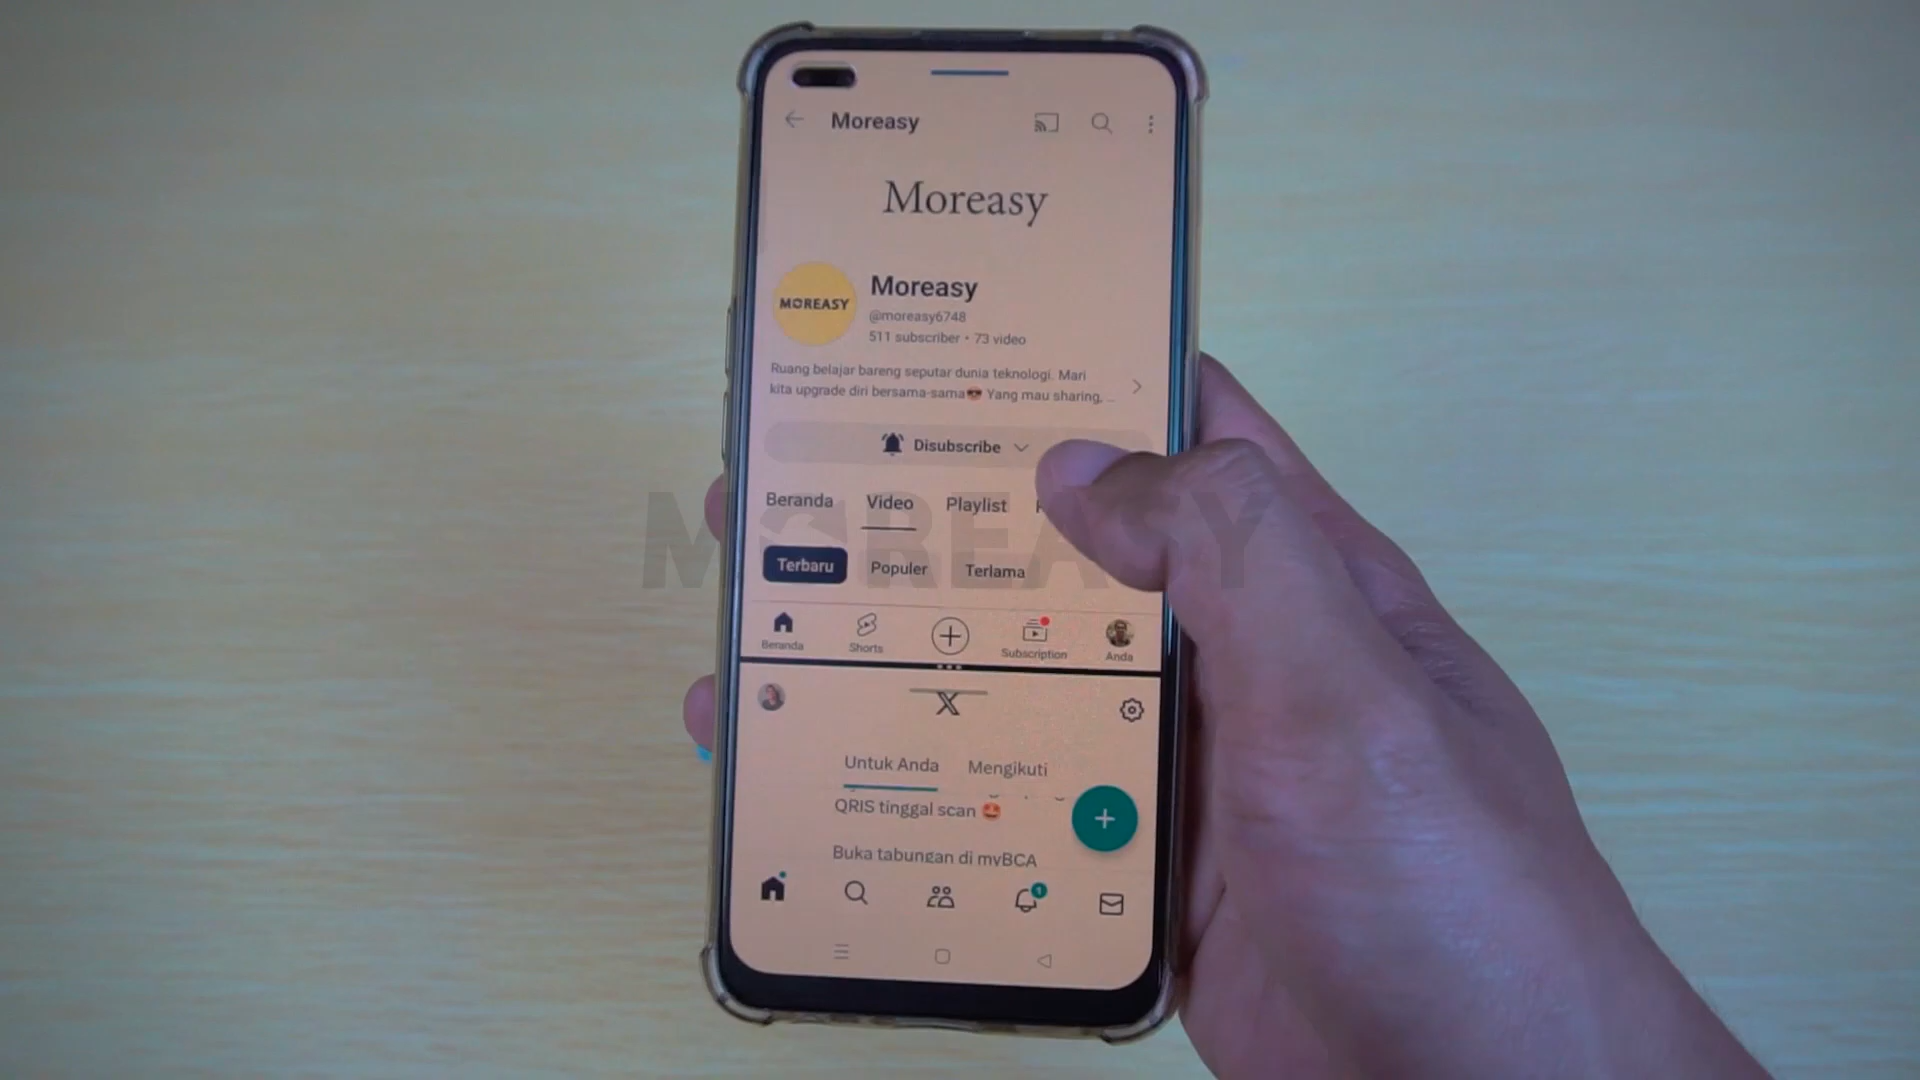 Moreasy
Moreasy
MOREASY
Moreasy
@moreasy6748
511 subscriber • 73 video
Ruang belajar bareng seputar dunia teknologi. Mari
kita upgrade diri bersama-sama😎 Yang mau sharing, ...
Disubscribe
Beranda Video Playlist
MOREASY
Terbaru Populer Terlama
Beranda Shorts Subscription Anda
X
Untuk Anda Mengikuti
QRIS tinggal scan 🤩
Buka tabungan di myBCA
1